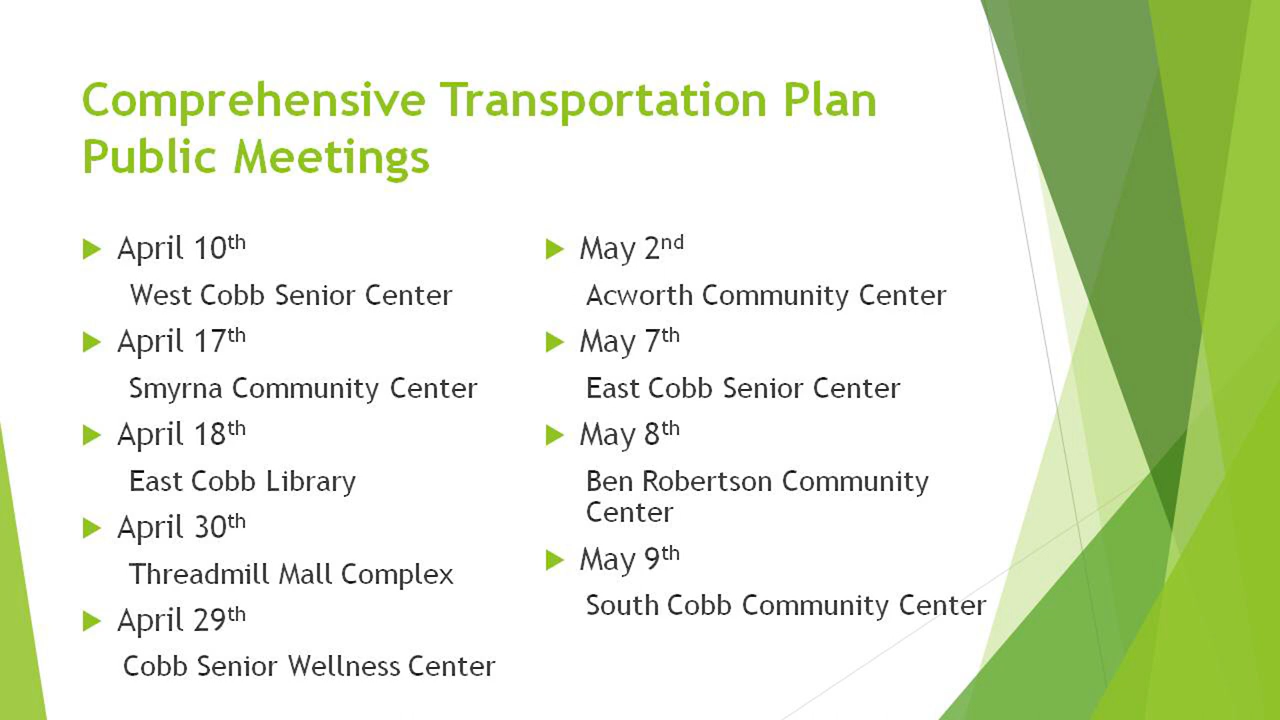 Comprehensive Transportation Plan
Public Meetings
April 10th
West Cobb Senior Center
April 17th
Smyrna Community Center
April 18th
East Cobb Library
April 30th
Threadmill Mall Complex
April 29th
Cobb Senior Wellness Center
May 2nd
Acworth Community Center
May 7th
East Cobb Senior Center
May 8th
Ben Robertson Community
Center
May 9th
South Cobb Community Center